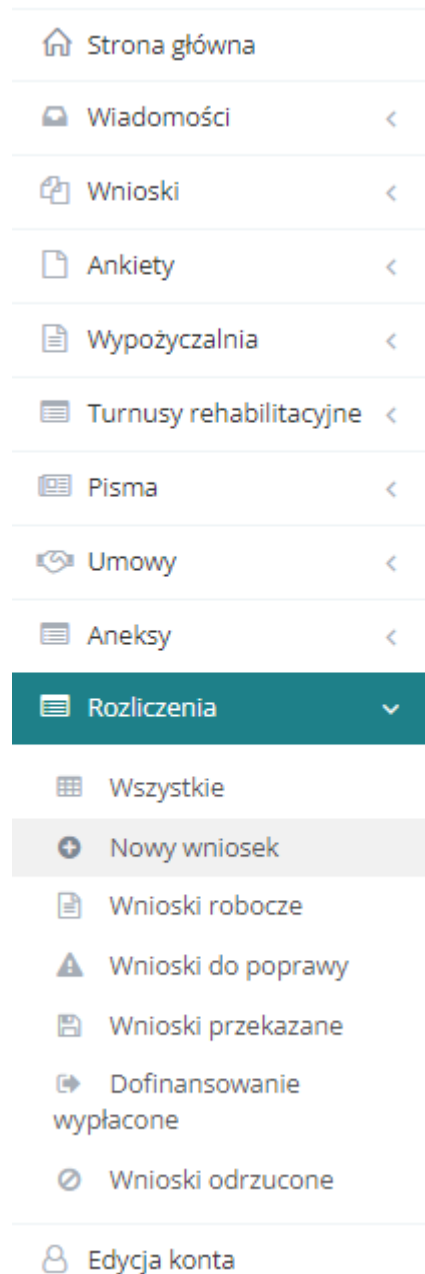 Strona główna
Wiadomości
Wnioski
Ankiety
Wypożyczalnia
Turnusy rehabilitacyjne
Pisma
Umowy
Aneksy
Rozliczenia
Wszystkie
Nowy wniosek
Wnioski robocze
Wnioski do poprawy
Wnioski przekazane
Dofinansowanie
wypłacone
Wnioski odrzucone
Edycja konta